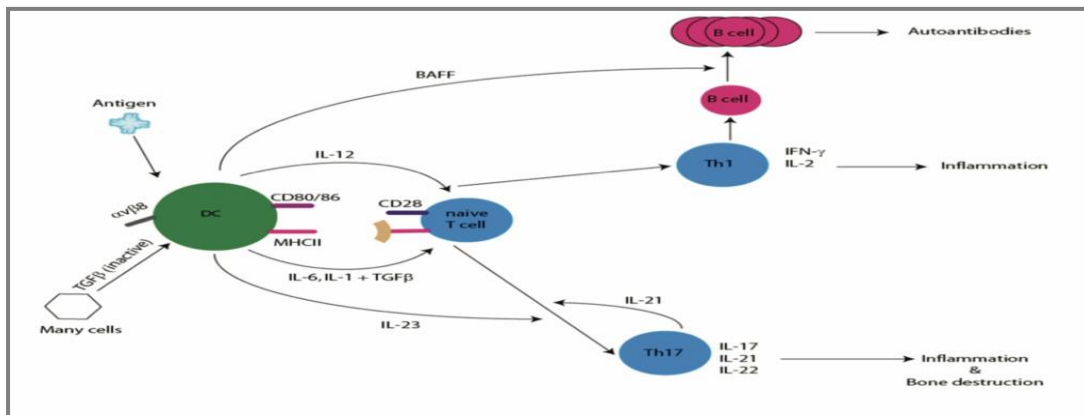 B cell
Autoantibodies
BAFF
Antigen
B cell
IL-12
Th1
IFN-γ
IL-2
Inflammation
αvβ8
DC
CD80/86
CD28
naive
T cell
MHCII
TGFβ (inactive)
IL-6, IL-1 + TGFβ
Many cells
IL-23
IL-21
Th17
IL-17
IL-21
IL-22
Inflammation
&
Bone destruction